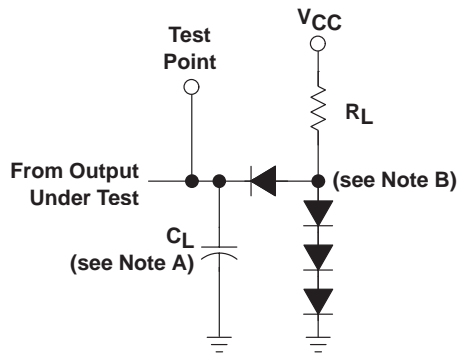 Test
Point
VCC
RL
From Output
Under Test
(see Note B)
CL
(see Note A)